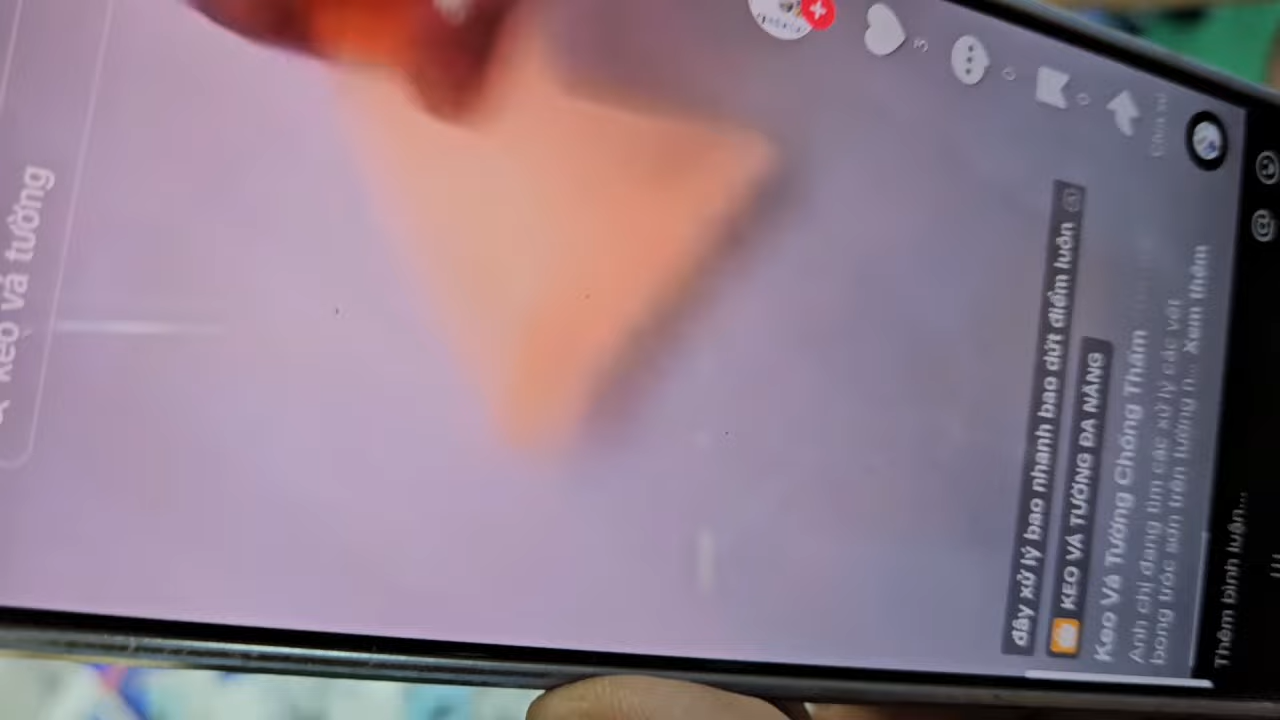 keo vá tường
3
0
0
đây xử lý bao nhanh bao dứt điểm luôn
KEO VÁ TƯỜNG ĐA NĂNG
Keo Vá Tường Chống Thấm
Anh chị đang tìm các xử lý các vết
bong tróc sơn trên tường n... Xem thêm
Thêm bình luận...